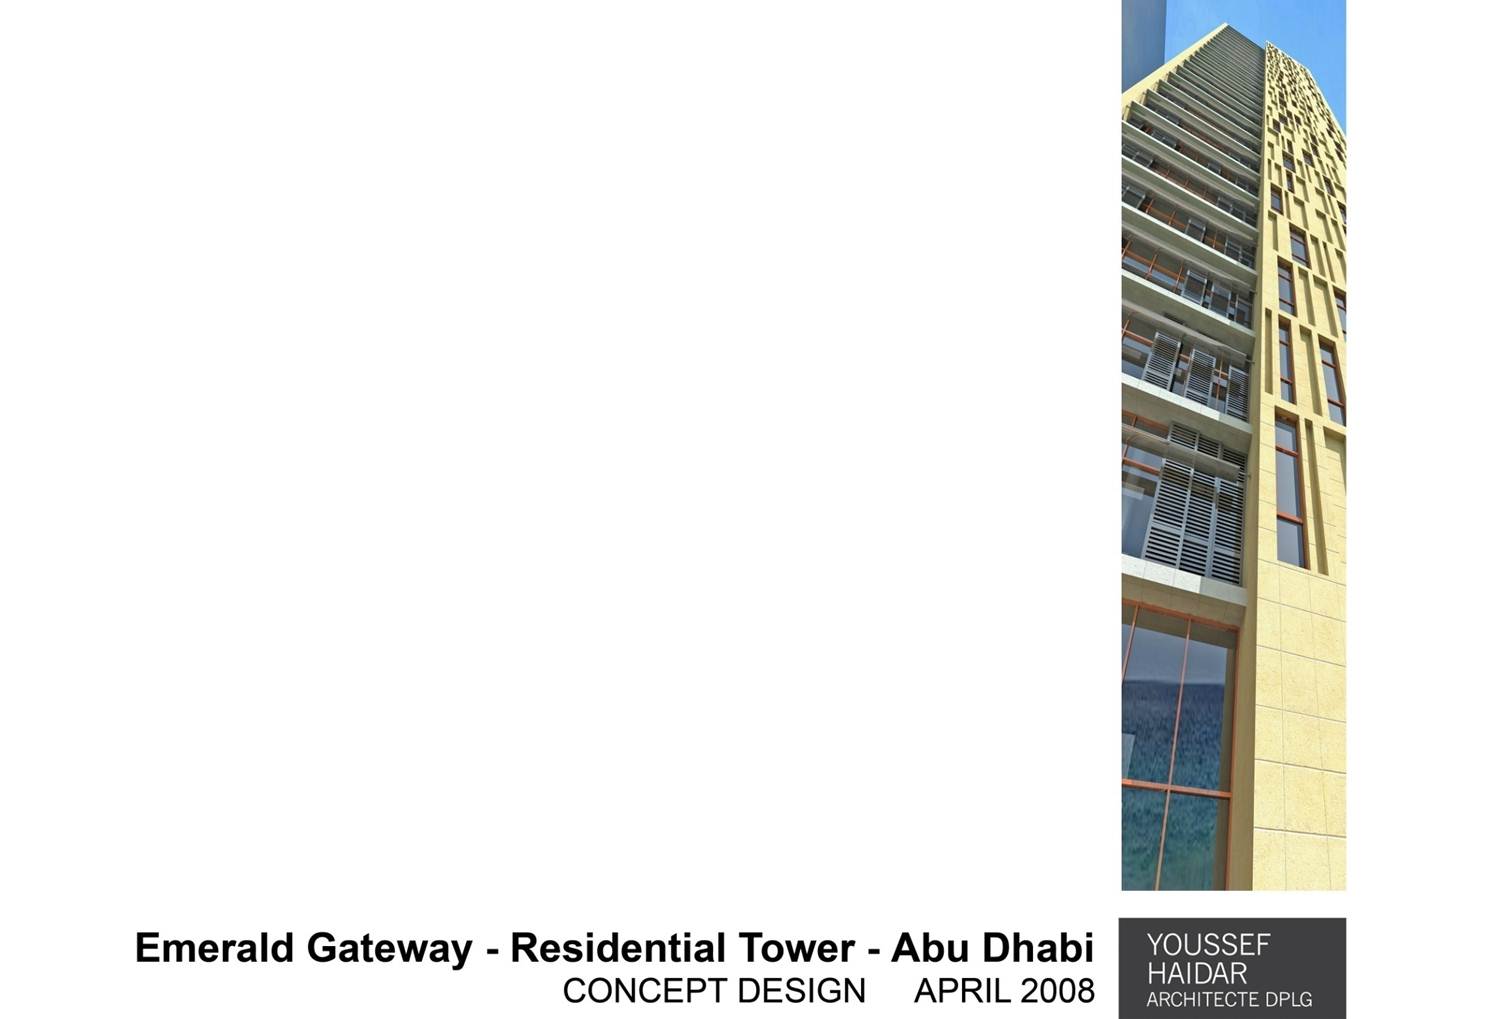 Emerald Gateway - Residential Tower - Abu Dhabi
CONCEPT DESIGN APRIL 2008
YOUSSEF
HAIDAR
ARCHITECTE DPLG